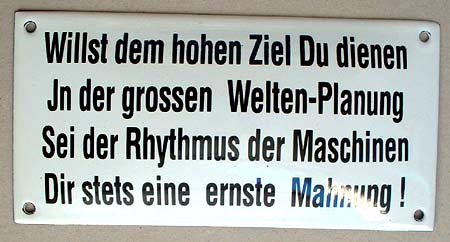 Willst dem hohen Ziel Du dienen
Jn der grossen Welten-Planung
Sei der Rhythmus der Maschinen
Dir stets eine ernste Mahnung !